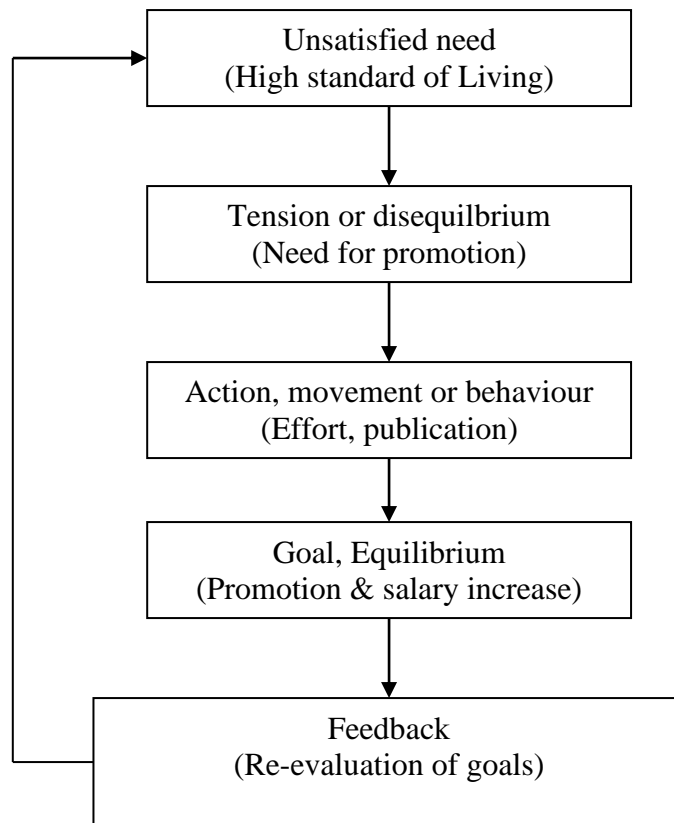 Unsatisfied need
(High standard of Living)
Tension or disequilbrium
(Need for promotion)
Action, movement or behaviour
(Effort, publication)
Goal, Equilibrium
(Promotion & salary increase)
Feedback
(Re-evaluation of goals)